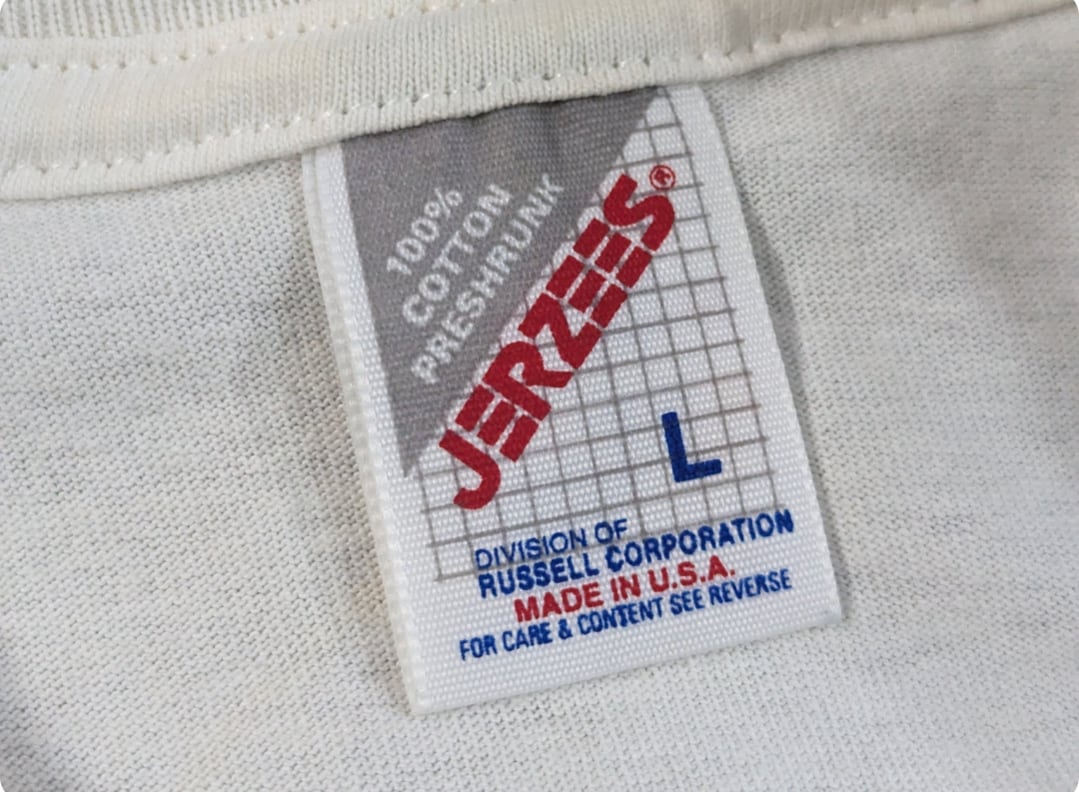 100%
COTTON
PRESHRUNK
JERZEES®
L
DIVISION OF
RUSSELL CORPORATION
MADE IN U.S.A.
FOR CARE & CONTENT SEE REVERSE